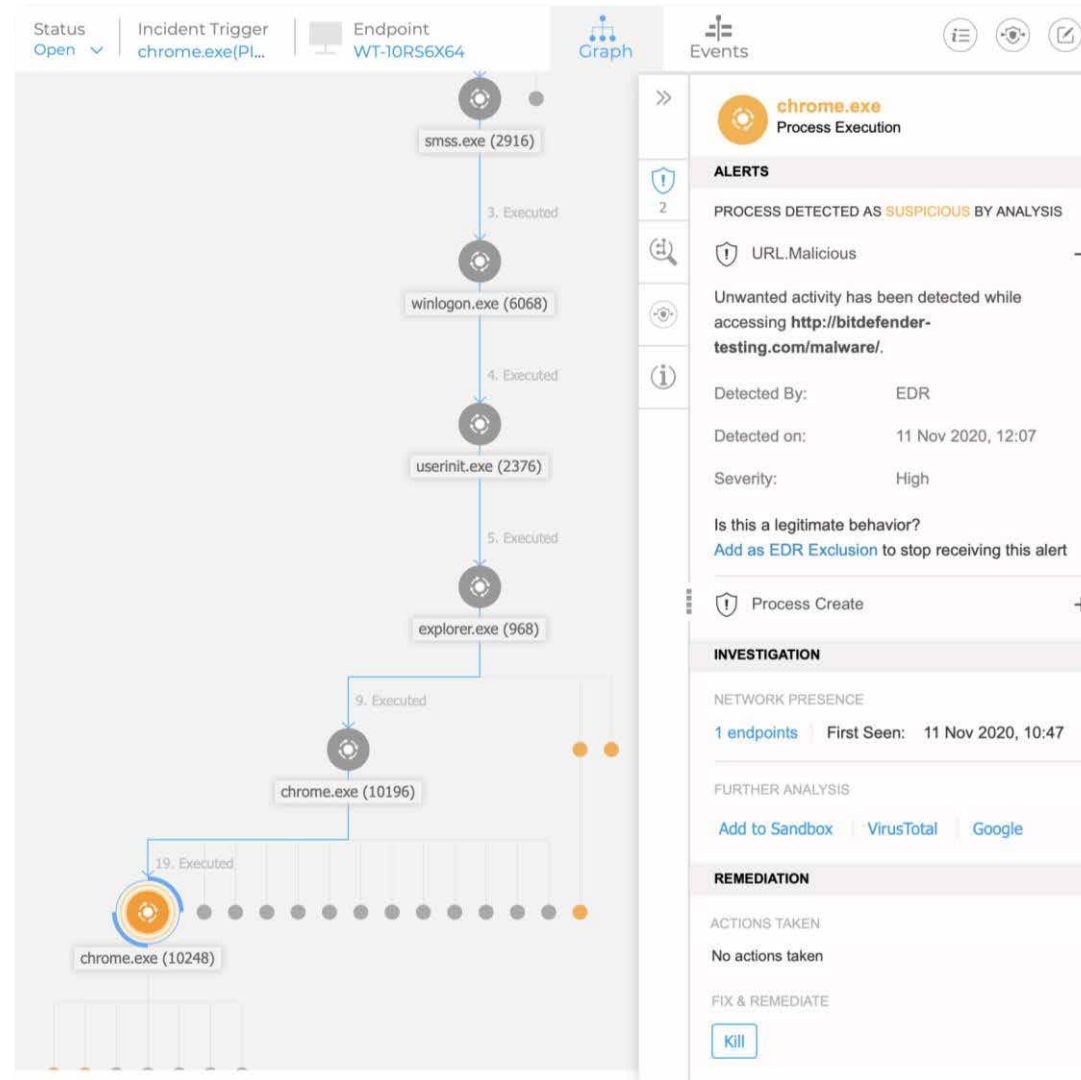 Status
Open
Incident Trigger
chrome.exe(PI...
Endpoint
WT-10RS6X64
Graph
Events
smss.exe (2916)
3. Executed
winlogon.exe (6068)
4. Executed
userinit.exe (2376)
5. Executed
explorer.exe (968)
9. Executed
chrome.exe (10196)
19. Executed
chrome.exe (10248)
2
chrome.exe
Process Execution
ALERTS
PROCESS DETECTED AS SUSPICIOUS BY ANALYSIS
URL.Malicious
Unwanted activity has been detected while
accessing http://bitdefender-
testing.com/malware/.
Detected By: EDR
Detected on: 11 Nov 2020, 12:07
Severity: High
Is this a legitimate behavior?
Add as EDR Exclusion to stop receiving this alert
Process Create
INVESTIGATION
NETWORK PRESENCE
1 endpoints First Seen: 11 Nov 2020, 10:47
FURTHER ANALYSIS
Add to Sandbox VirusTotal Google
REMEDIATION
ACTIONS TAKEN
No actions taken
FIX & REMEDIATE
Kill